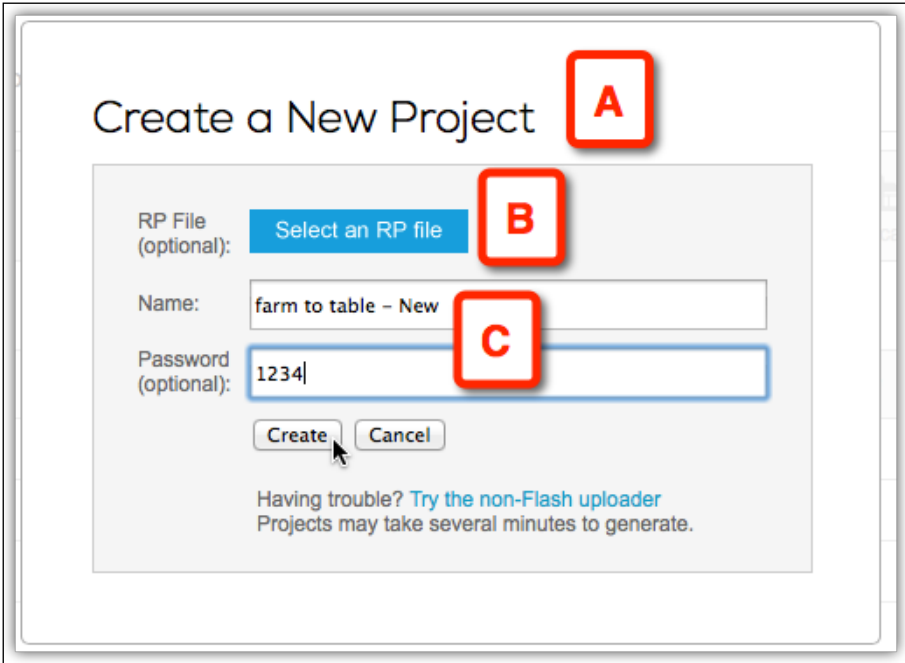 Create a New Project
A
RP File
(optional):
Select an RP file
B
Name:
farm to table – New
C
Password
(optional):
1234
Create
Cancel
Having trouble? Try the non-Flash uploader
Projects may take several minutes to generate.